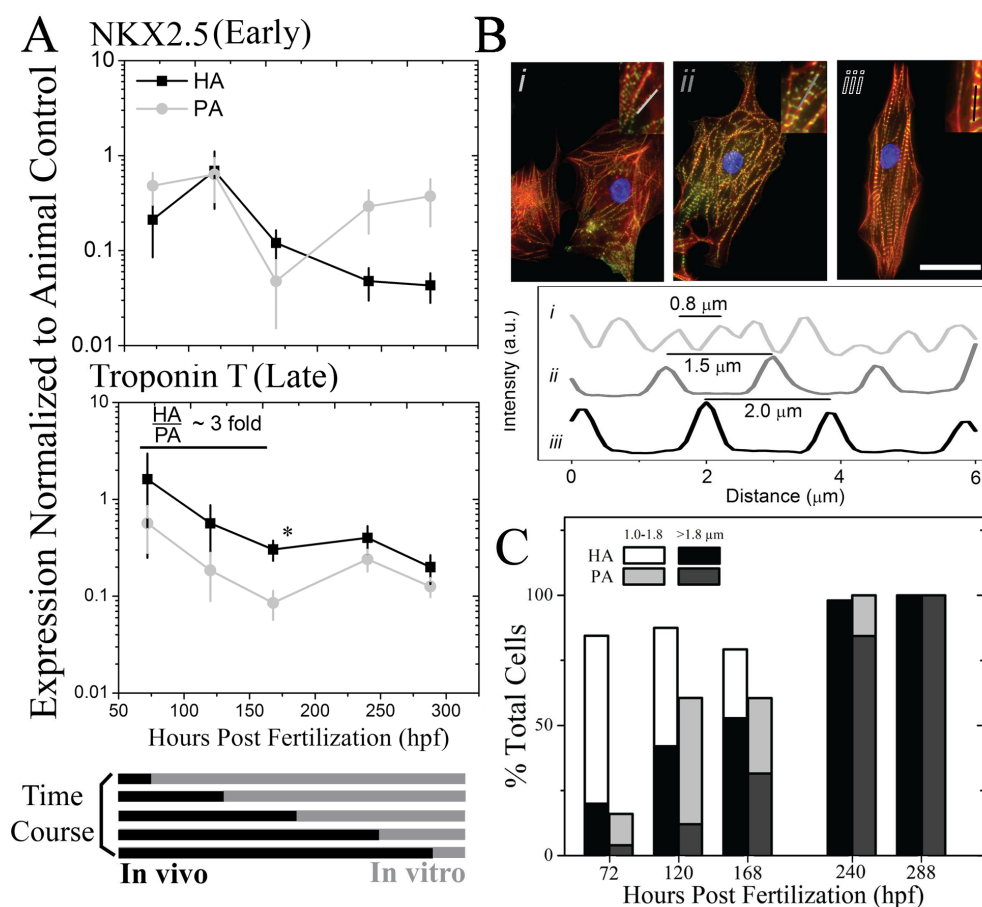 A
NKX2.5 (Early)
Expression Normalized to Animal Control
10
1
0.1
0.01
HA
PA
Troponin T (Late)
10
1
0.1
0.01
HA
PA
~ 3 fold
*
50
100
150
200
250
300
Hours Post Fertilization (hpf)
Time
Course
In vivo
In vitro
B
i
ii
iii
Intensity (a.u.)
i
0.8 μm
ii
1.5 μm
2.0 μm
iii
0
2
4
6
Distance (μm)
C
1.0-1.8
>1.8 μm
HA
PA
% Total Cells
100
50
0
72
120
168
240
288
Hours Post Fertilization (hpf)